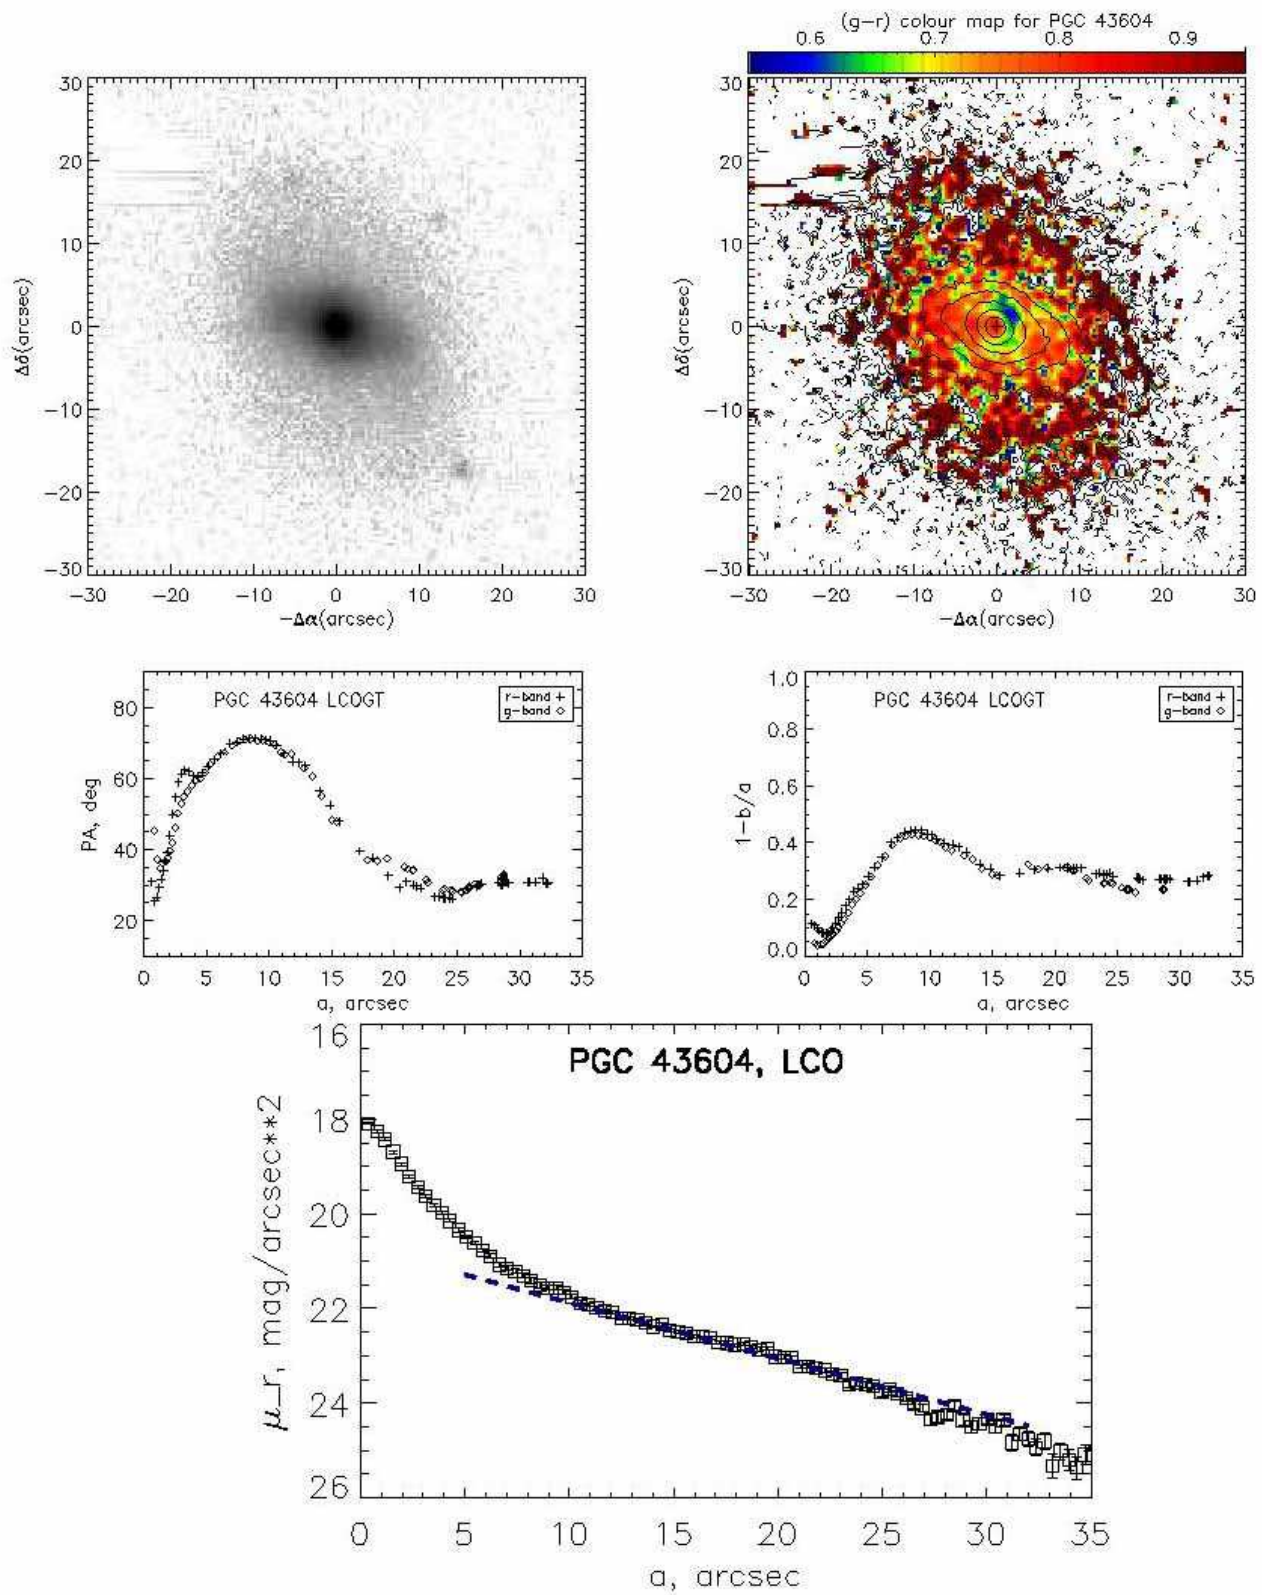 (g-r) colour map for PGC 43604
0.6 0.7 0.8 0.9
30
20
10
0
-10
-20
-30
Δδ(arcsec)
-30 -20 -10 0 10 20 30
-Δα(arcsec)
30
20
10
0
-10
-20
-30
Δδ(arcsec)
-30 -20 -10 0 10 20 30
-Δα(arcsec)
PGC 43604 LCOGT
r-band +
g-band ◇
80
60
40
20
PA, deg
0 5 10 15 20 25 30 35
a, arcsec
PGC 43604 LCOGT
r-band +
g-band ◇
1.0
0.8
0.6
0.4
0.2
0.0
1-b/a
0 5 10 15 20 25 30 35
a, arcsec
PGC 43604, LCO
16
18
20
22
24
26
μ_r, mag/arcsec**2
0 5 10 15 20 25 30 35
a, arcsec